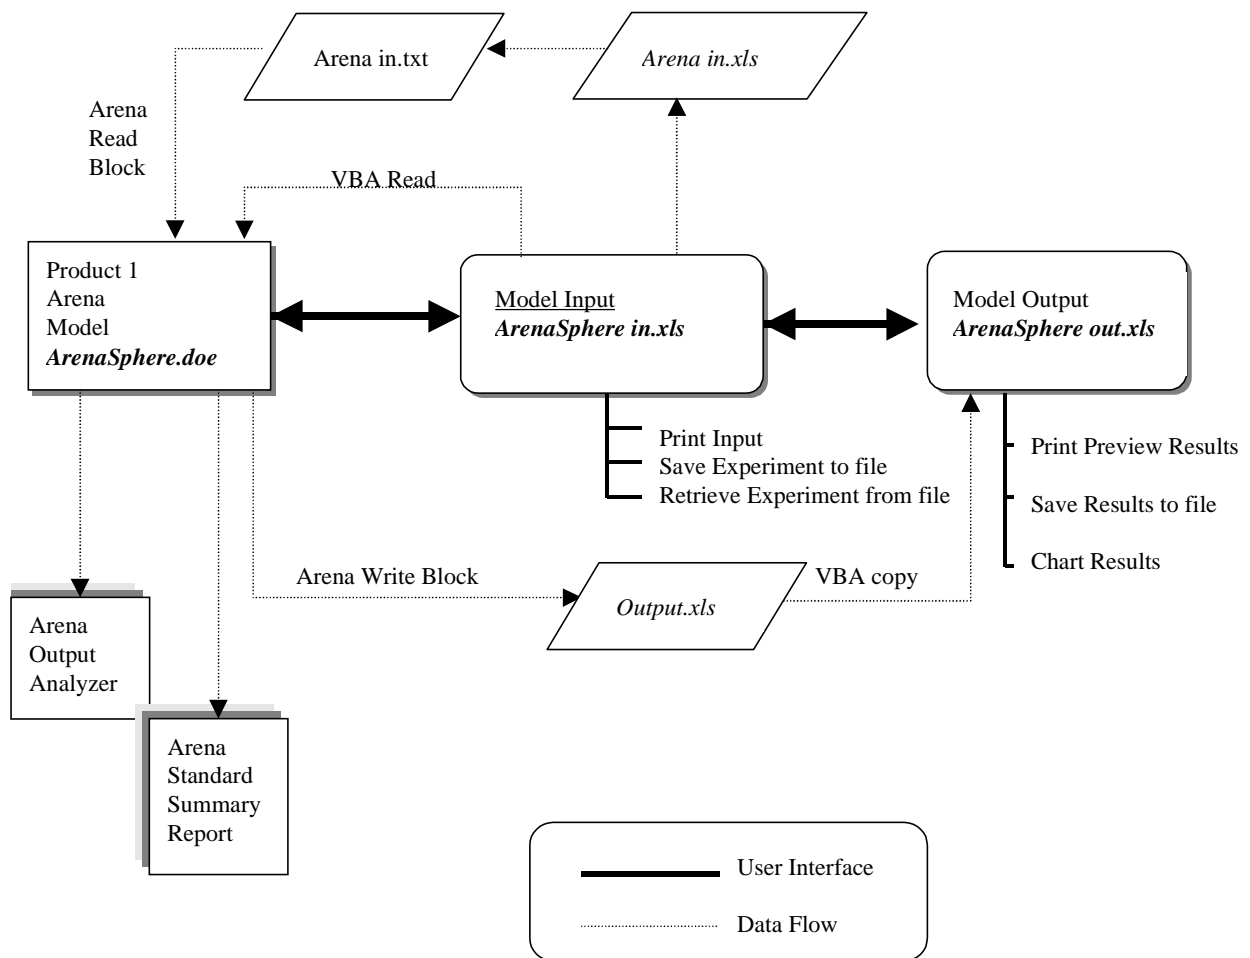 Arena in.txt
Arena in.xls
Arena
Read
Block
VBA Read
Product 1
Arena
Model
ArenaSphere.doe
Model Input
ArenaSphere in.xls
Model Output
ArenaSphere out.xls
Print Input
Save Experiment to file
Retrieve Experiment from file
Print Preview Results
Save Results to file
Chart Results
Arena Write Block
Output.xls
VBA copy
Arena
Output
Analyzer
Arena
Standard
Summary
Report
User Interface
Data Flow